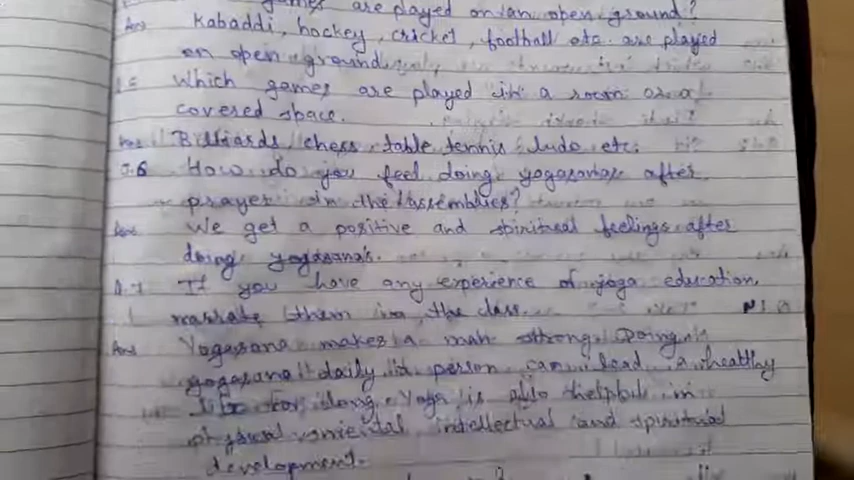 games are played on an open ground?
Ans Kabaddi, hockey, cricket, football etc. are played
on open ground
which games are played in a room or a
covered space.
Ans Billiards, chess, table tennis, ludo etc.
Q.6 How do you feel doing yogasanas after
prayer in the assemblies?
Ans We get a positive and spiritual feelings after
doing yogasana's.
Q.7 If you have any experience of yoga education,
narrate them in the class.
Ans Yogasana makes a man strong. Doing
yogasana daily a person can lead a healthy
life for long. Yoga is also helpful in
physical, mental, intellectual and spiritual
development.